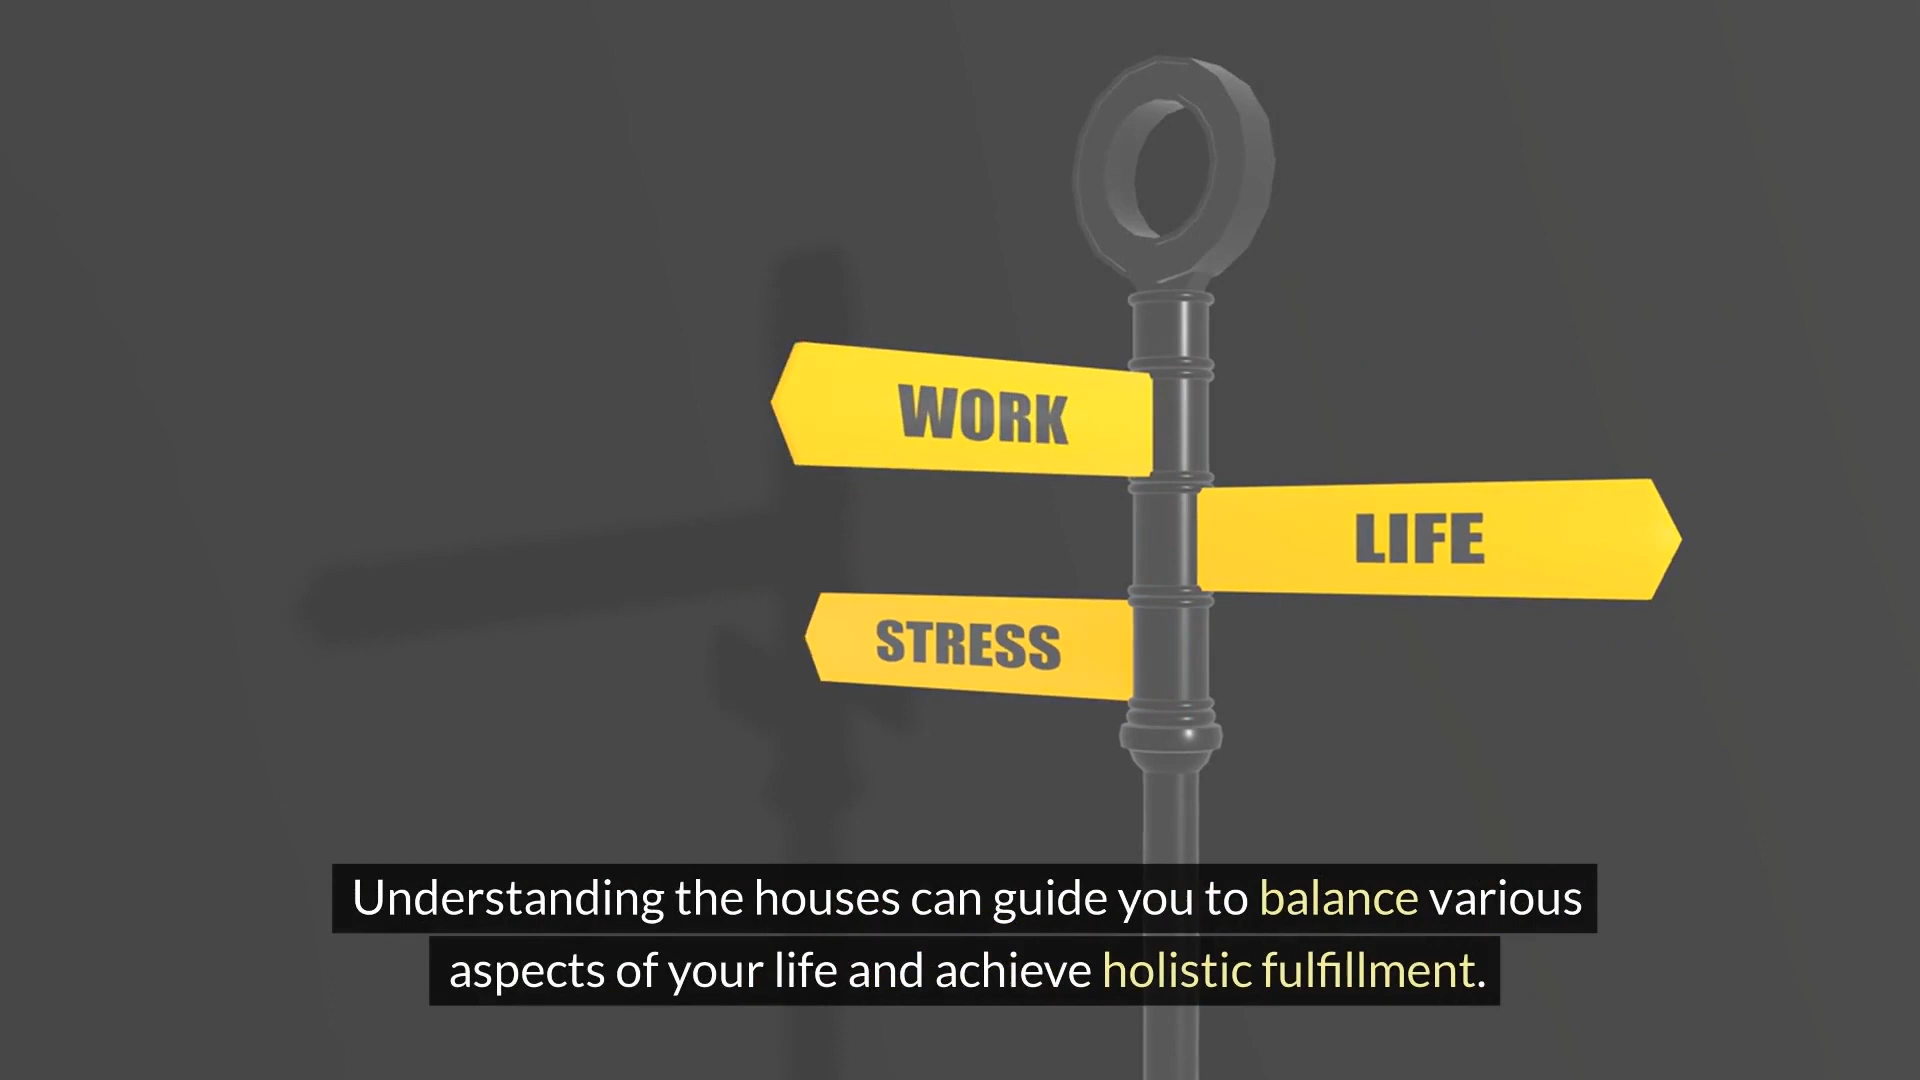 WORK
LIFE
STRESS
Understanding the houses can guide you to balance various
aspects of your life and achieve holistic fulfillment.